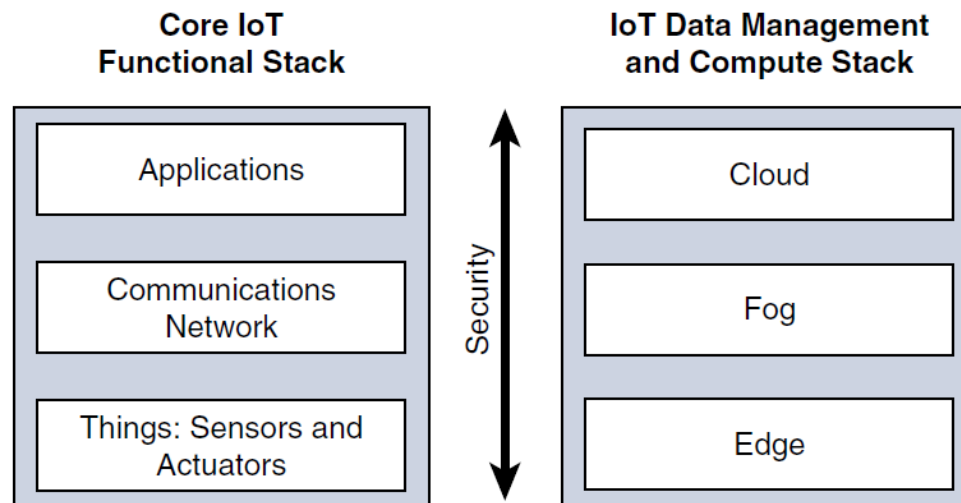 Core IoT
Functional Stack
Applications
Communications
Network
Things: Sensors and
Actuators
Security
IoT Data Management
and Compute Stack
Cloud
Fog
Edge